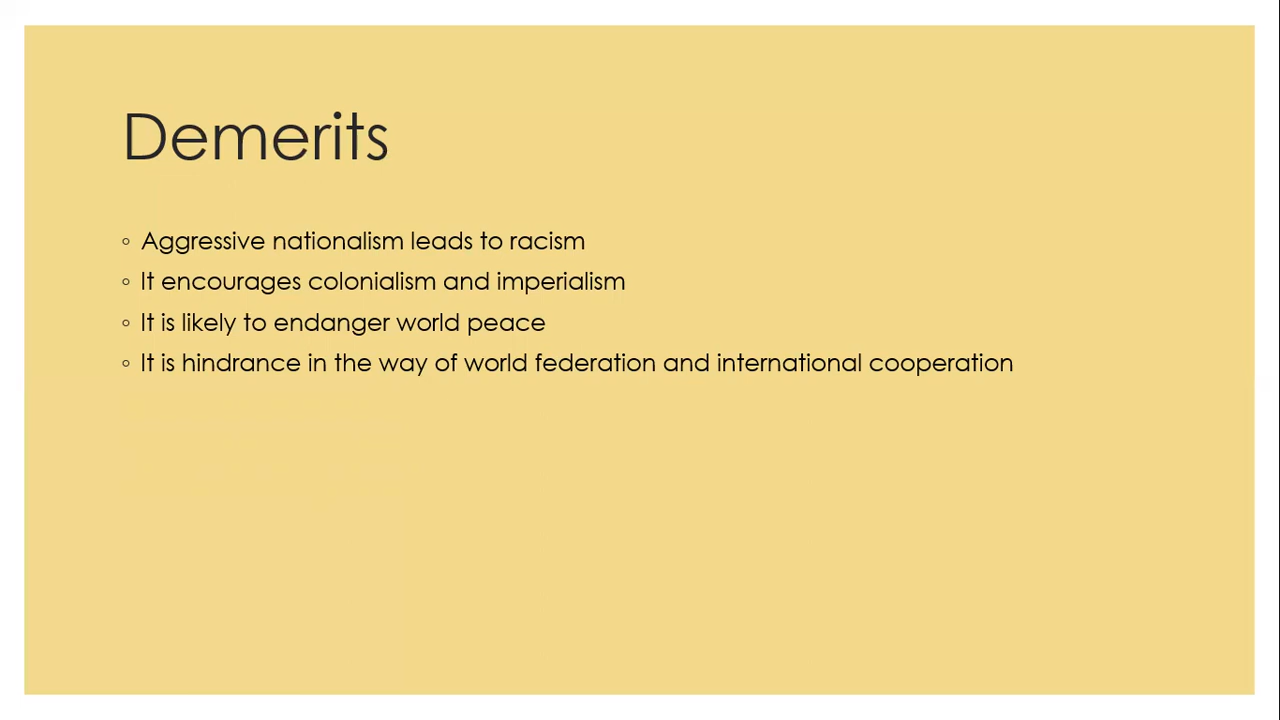 Demerits
◦ Aggressive nationalism leads to racism
◦ It encourages colonialism and imperialism
◦ It is likely to endanger world peace
◦ It is hindrance in the way of world federation and international cooperation